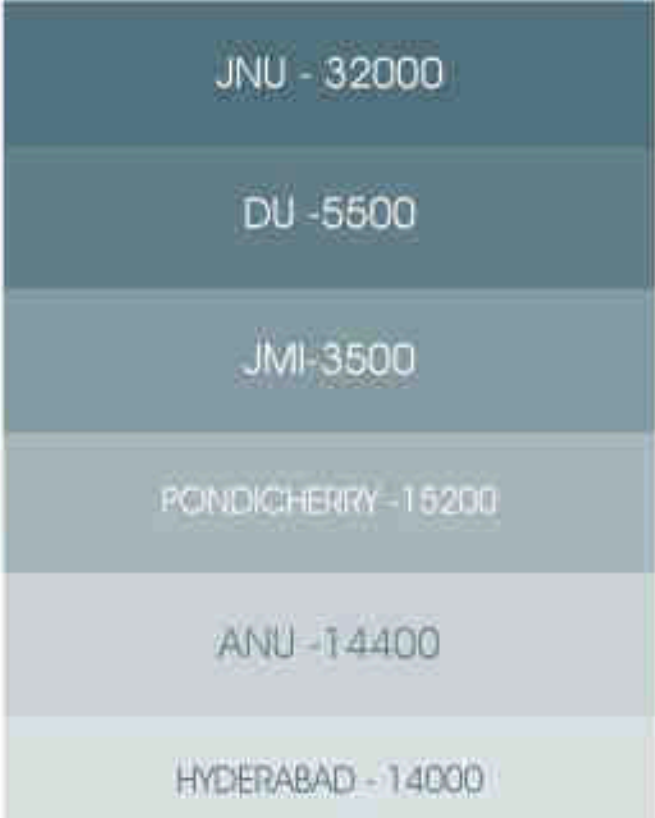 JNU - 32000
DU -5500
JMI-3500
PONDICHERRY -15200
ANU -14400
HYDERABAD - 14000